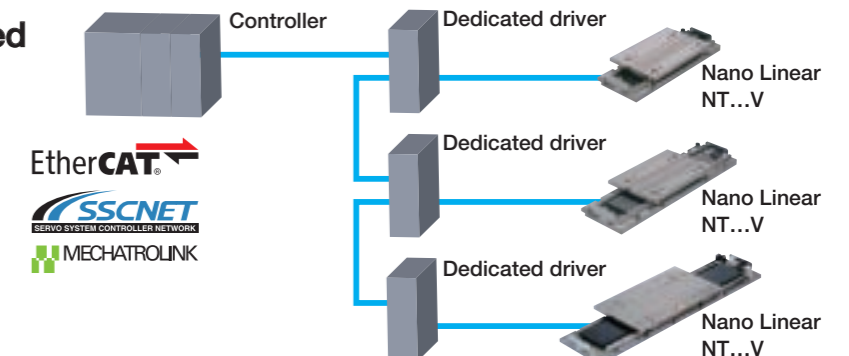 ed
Controller
Dedicated driver
Nano Linear
NT...V
EtherCAT®
Dedicated driver
SSCNET
SERVO SYSTEM CONTROLLER NETWORK
Nano Linear
NT...V
MECHATROLINK
Dedicated driver
Nano Linear
NT...V